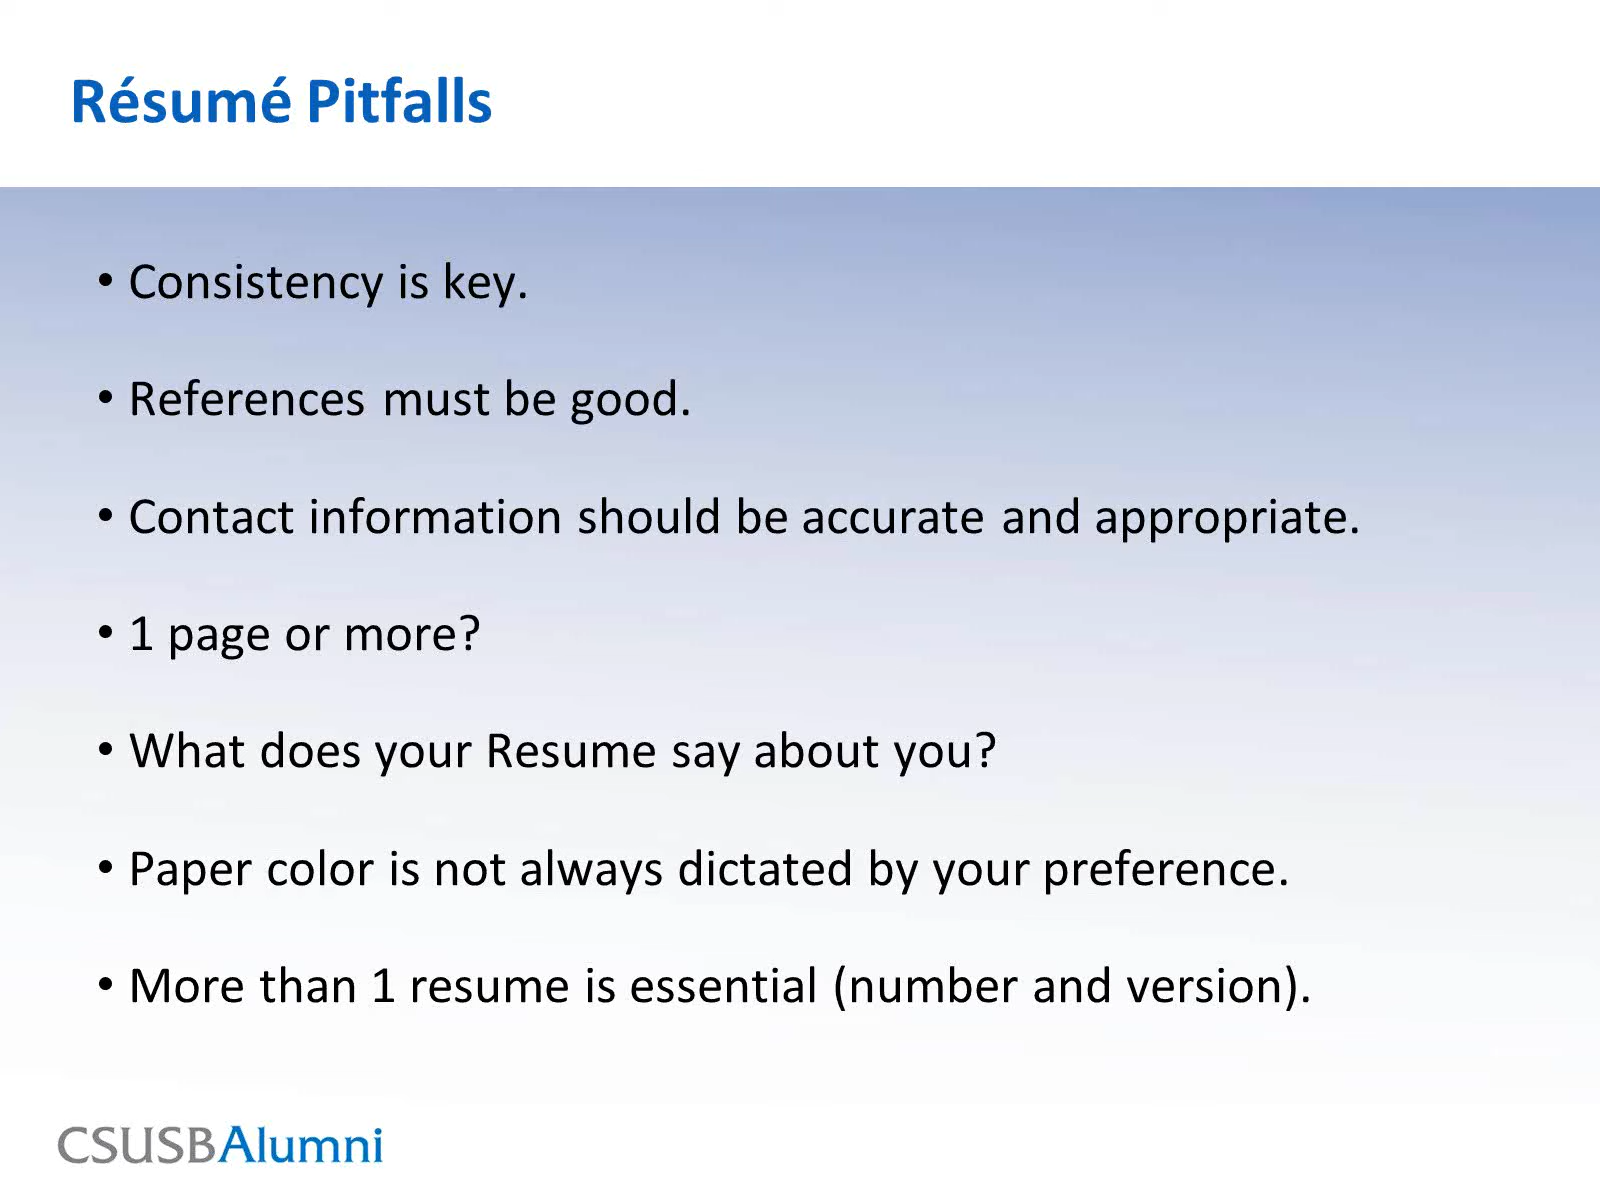 Résumé Pitfalls
• Consistency is key.
• References must be good.
• Contact information should be accurate and appropriate.
• 1 page or more?
• What does your Resume say about you?
• Paper color is not always dictated by your preference.
• More than 1 resume is essential (number and version).
CSUSBAlumni